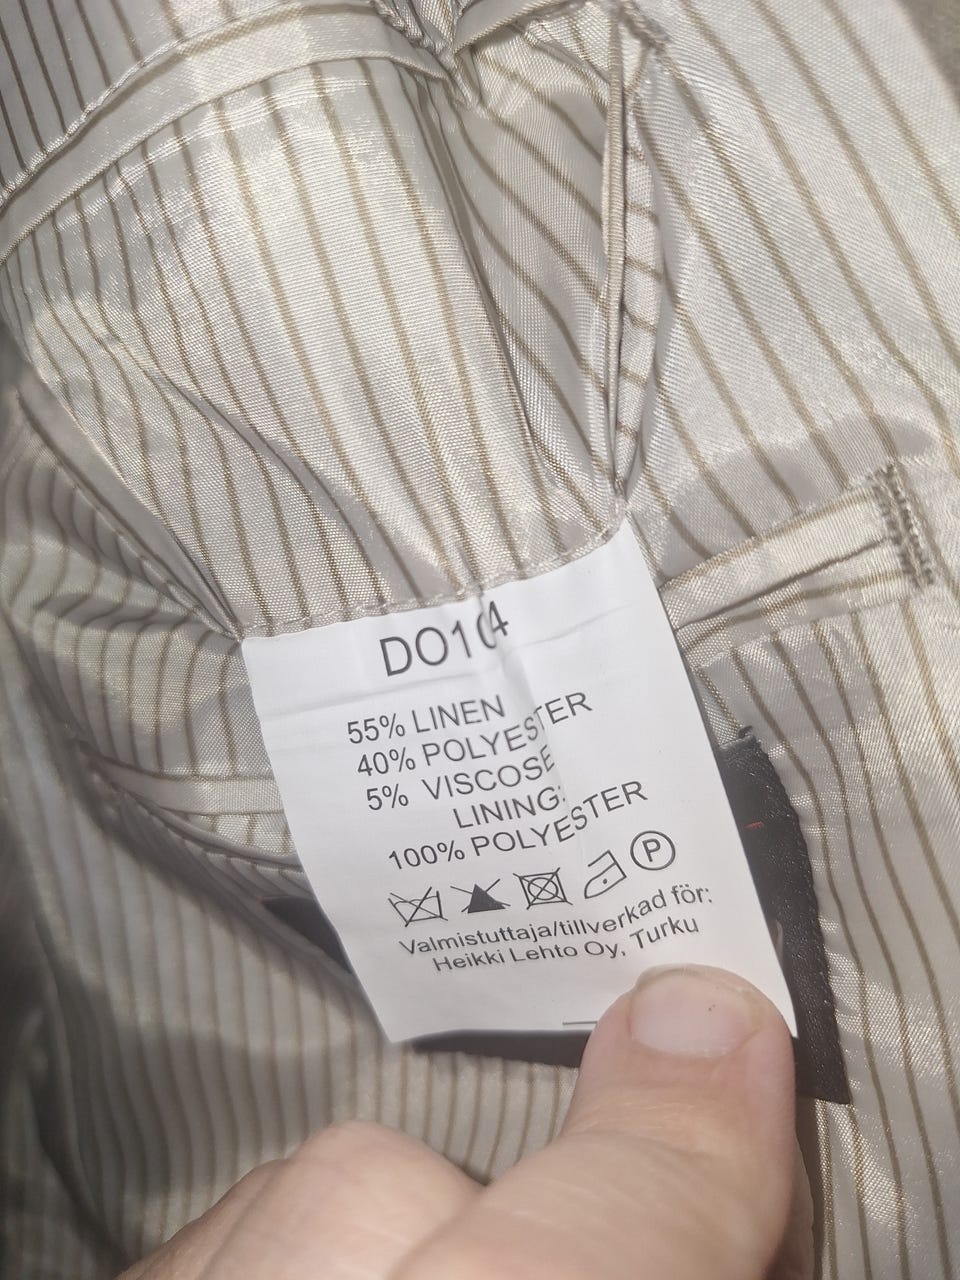 DO104
55% LINEN
40% POLYESTER
5% VISCOSE
LINING:
100% POLYESTER
P
Valmistuttaja/tillverkad för:
Heikki Lehto Oy, Turku